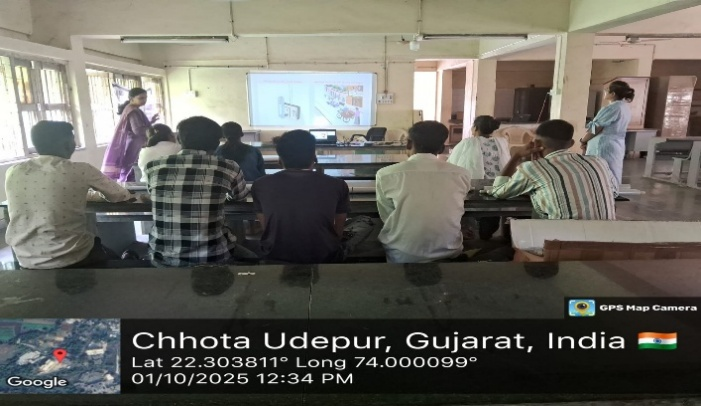 GPS Map Camera
Chhota Udepur, Gujarat, India 🇮🇳
Lat 22.303811° Long 74.000099°
01/10/2025 12:34 PM
Google